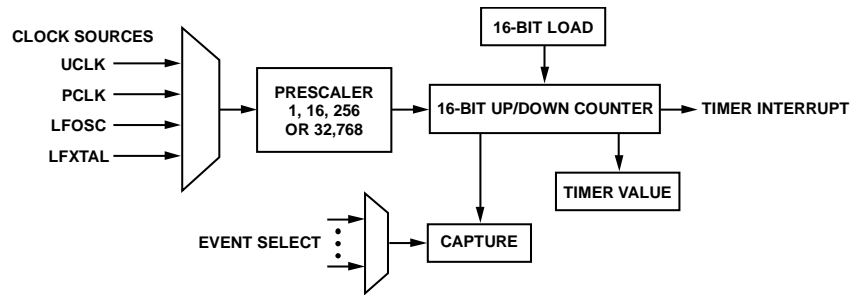 16-BIT LOAD
CLOCK SOURCES
UCLK
PCLK
LFOSC
LFXTAL
PRESCALER
1, 16, 256
OR 32,768
16-BIT UP/DOWN COUNTER
TIMER INTERRUPT
TIMER VALUE
EVENT SELECT
CAPTURE